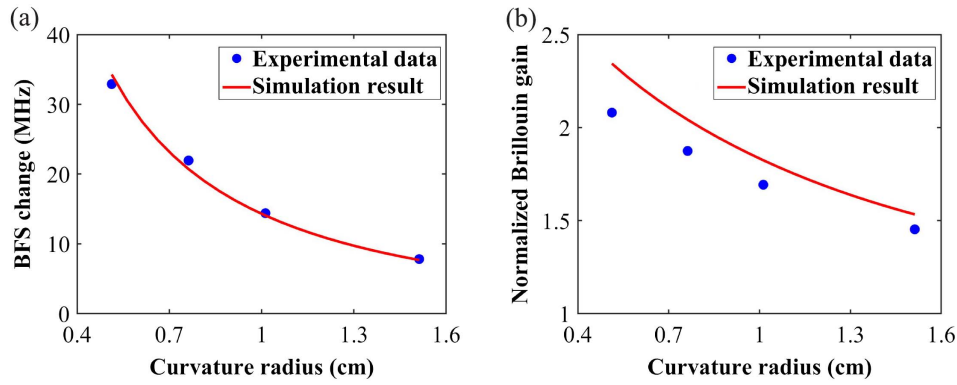 (a)
BFS change (MHz)
40
30
20
10
0
Experimental data
Simulation result
0.4
0.7
1
1.3
1.6
Curvature radius (cm)
(b)
Normalized Brillouin gain
2.5
2
1.5
1
Experimental data
Simulation result
0.4
0.7
1
1.3
1.6
Curvature radius (cm)